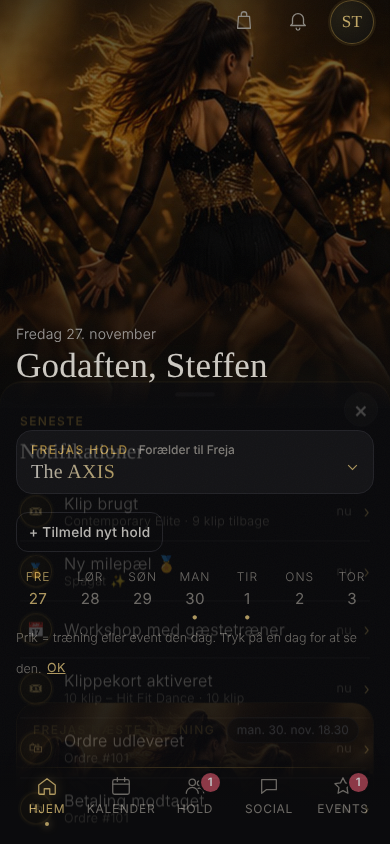 ST
Fredag 27. november
Godaften, Steffen
SENESTE
Notifikationer
FREJAS HOLD · Forælder til Freja
The AXIS
Klip brugt
nu
Contemporary Elite · 9 klip tilbage
+ Tilmeld nyt hold
Ny milepæl 🏅
nu
Spagat ✨
FRE LØR SØN MAN TIR ONS TOR
27 28 29 30 1 2 3
Workshop med gæstetræner
nu
Prik = træning eller event den dag. Tryk på en dag for at se
den. OK
Klippekort aktiveret
nu
10 klip – Hit Fit Dance · 10 klip
FREJAS NÆSTE TRÆNING
man. 30. nov. 18.30
Ordre udleveret
nu
Ordre #101
Betaling modtaget
Ordre #101
1 1
HJEM KALENDER HOLD SOCIAL EVENTS